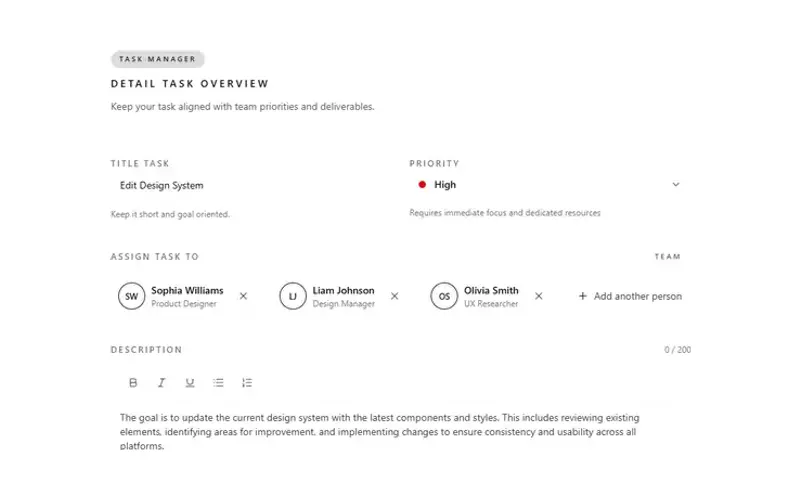 TASK MANAGER
DETAIL TASK OVERVIEW
Keep your task aligned with team priorities and deliverables.
TITLE TASK
Edit Design System
Keep it short and goal oriented.
PRIORITY
High
Requires immediate focus and dedicated resources
ASSIGN TASK TO
TEAM
SW
Sophia Williams
Product Designer
LJ
Liam Johnson
Design Manager
OS
Olivia Smith
UX Researcher
+ Add another person
DESCRIPTION
0 / 200
B I U
The goal is to update the current design system with the latest components and styles. This includes reviewing existing
elements, identifying areas for improvement, and implementing changes to ensure consistency and usability across all
platforms.